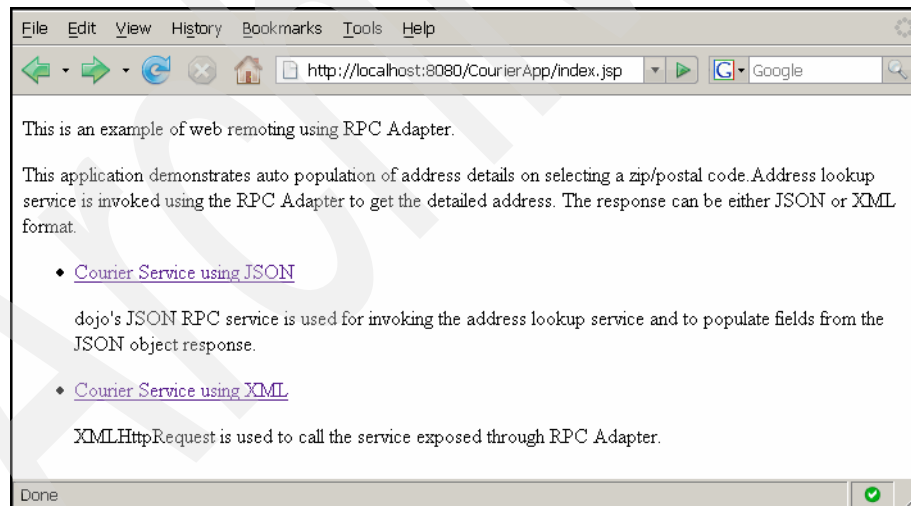 File Edit View History Bookmarks Tools Help
http://localhost:8080/CourierApp/index.jsp Google
This is an example of web remoting using RPC Adapter.
This application demonstrates auto population of address details on selecting a zip/postal code.Address lookup
service is invoked using the RPC Adapter to get the detailed address. The response can be either JSON or XML
format.
• Courier Service using JSON
dojo's JSON RPC service is used for invoking the address lookup service and to populate fields from the
JSON object response.
• Courier Service using XML
XMLHttpRequest is used to call the service exposed through RPC Adapter.
Done